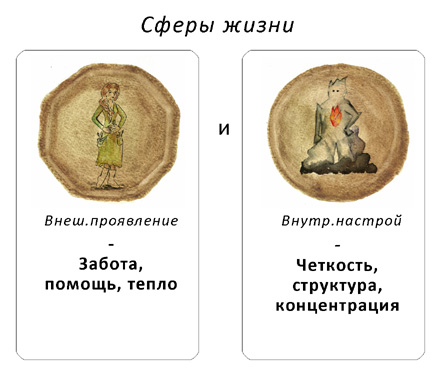 Сферы жизни
и
Внеш.проявление
-
Забота,
помощь, тепло
Внутр.настрой
-
Четкость,
структура,
концентрация